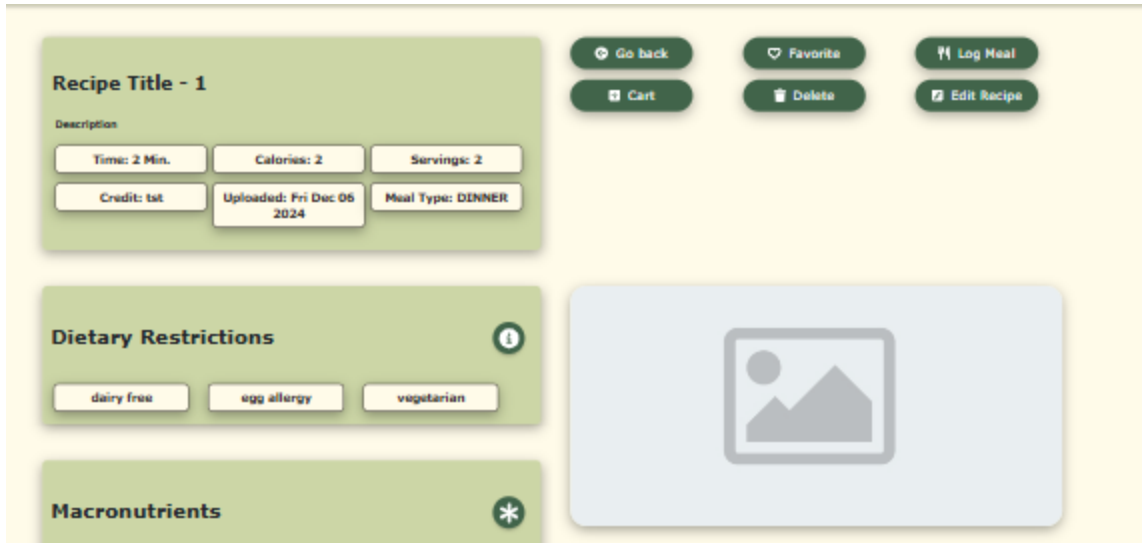 Recipe Title - 1
Description
Time: 2 Min.
Calories: 2
Servings: 2
Credit: tst
Uploaded: Fri Dec 06
2024
Meal Type: DINNER
Go back
Favorite
Log Meal
Cart
Delete
Edit Recipe
Dietary Restrictions
i
dairy free
egg allergy
vegetarian
Macronutrients